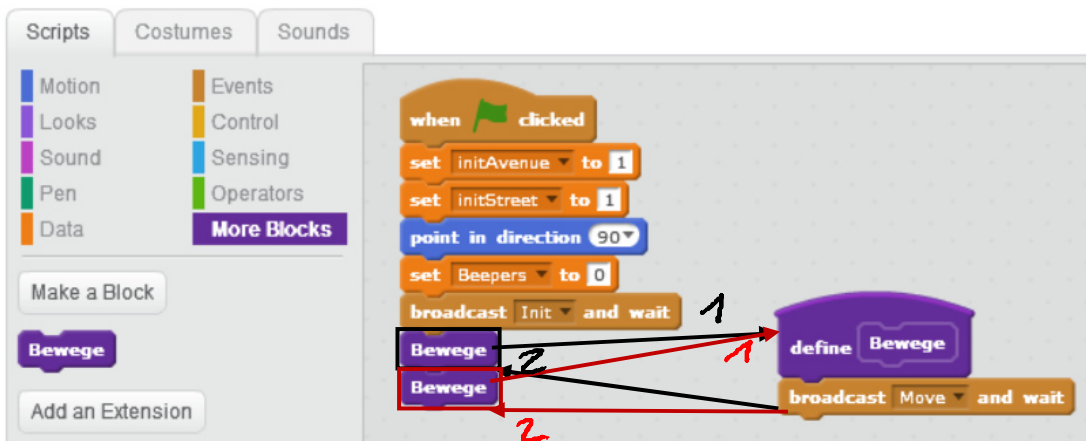 Scripts Costumes Sounds
Motion Events
Looks Control
Sound Sensing
Pen Operators
Data More Blocks
Make a Block
Bewege
Add an Extension
when clicked
set initAvenue to 1
set initStreet to 1
point in direction 90
set Beepers to 0
broadcast Init and wait
Bewege
Bewege
1
2
1
2
define Bewege
broadcast Move and wait